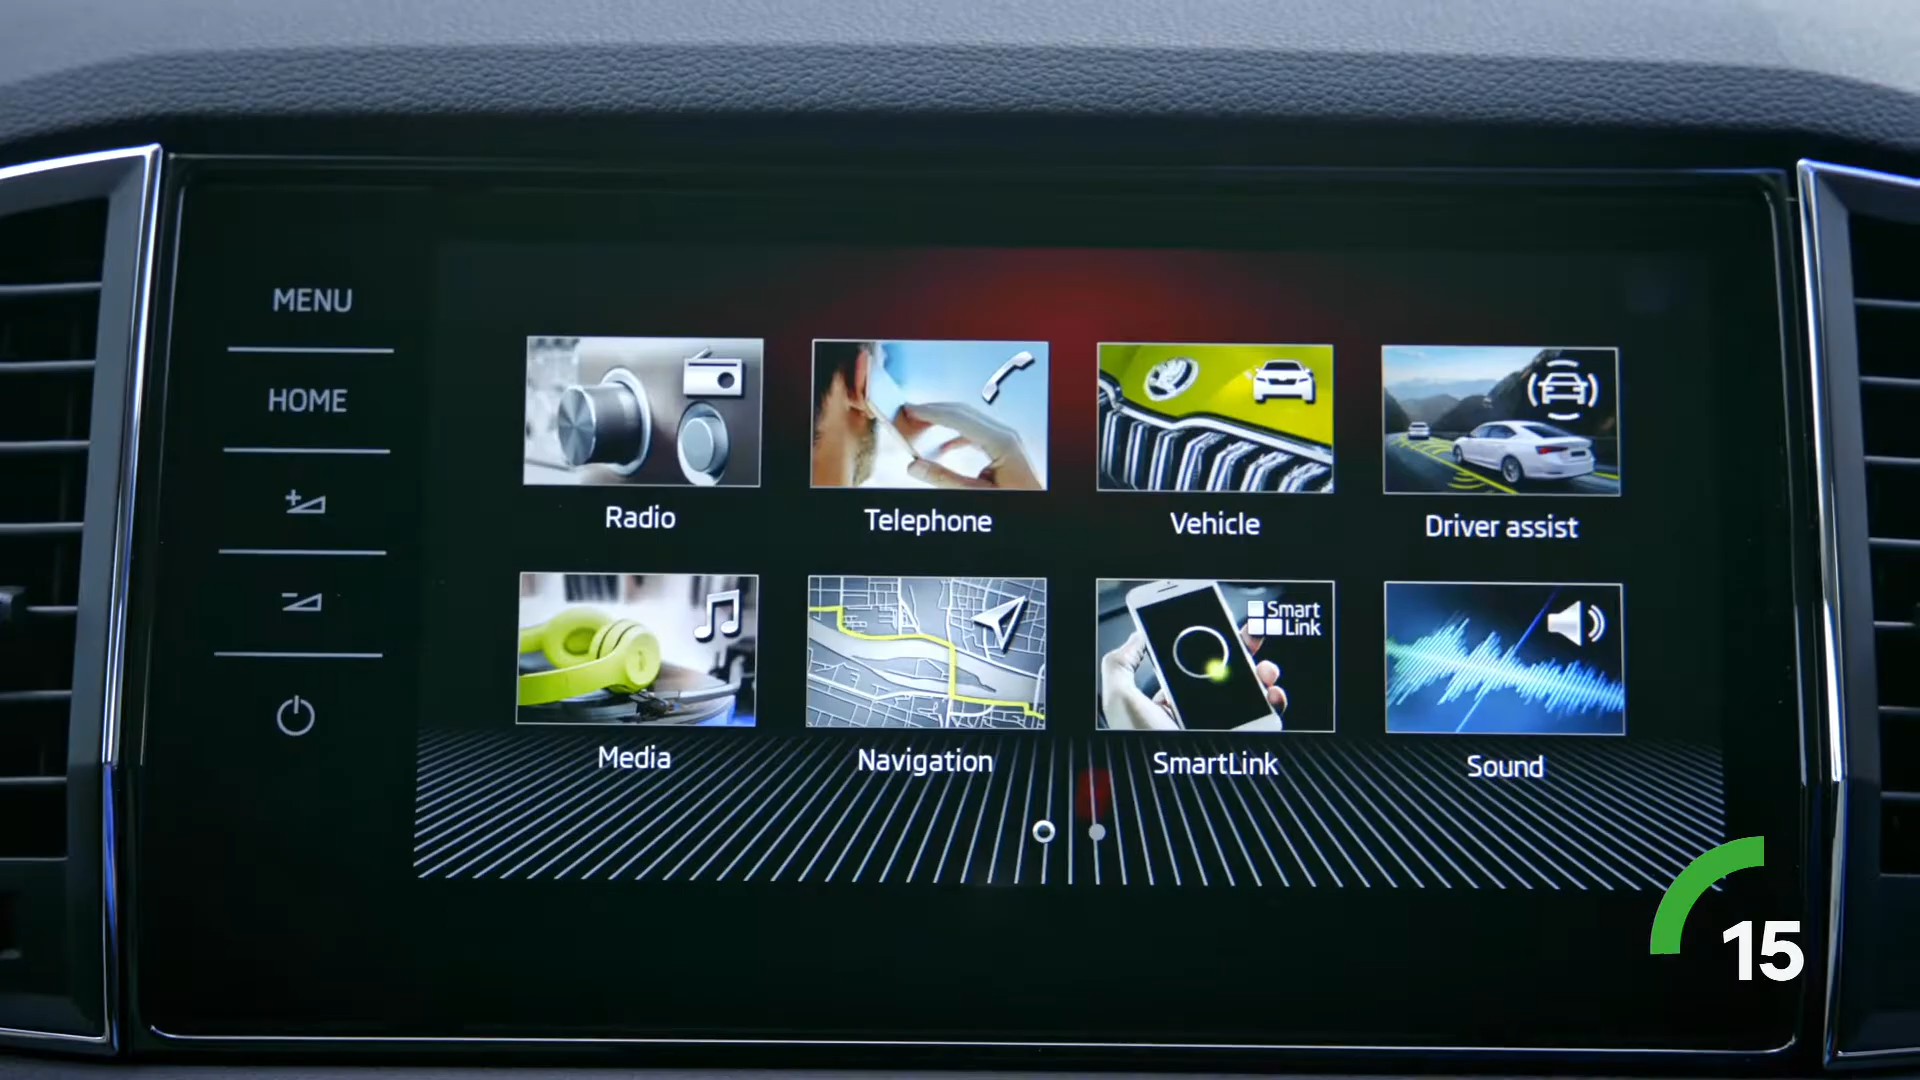 MENU
HOME
Radio
Telephone
Vehicle
Driver assist
Smart
Link
Media
Navigation
SmartLink
Sound
15